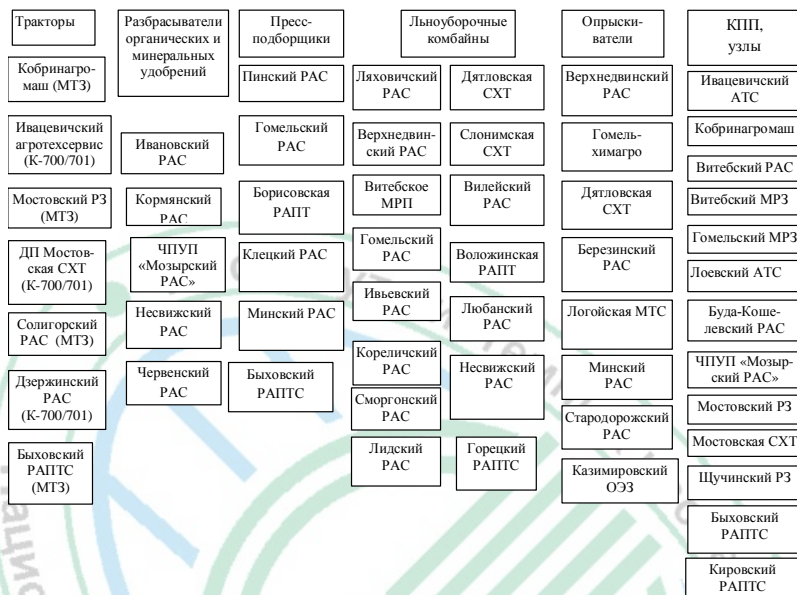 Тракторы
Кобринагро-
маш (МТЗ)
Ивацевичский
агротехсервис
(К-700/701)
Мостовский РЗ
(МТЗ)
ДП Мостов-
ская СХТ
(К-700/701)
Солигорский
РАС (МТЗ)
Дзержинский
РАС
(К-700/701)
Быховский
РАПТС
(МТЗ)
Разбрасыватели
органических и
минеральных
удобрений
Ивановский
РАС
Кормянский
РАС
ЧПУП
«Мозырский
РАС»
Несвижский
РАС
Червенский
РАС
Пресс-
подборщики
Пинский РАС
Гомельский
РАС
Борисовская
РАПТ
Клецкий РАС
Минский РАС
Быховский
РАПТС
Льноуборочные
комбайны
Ляховичский
РАС
Верхнедвин-
ский РАС
Витебское
МРП
Гомельский
РАС
Ивьевский
РАС
Кореличский
РАС
Сморгонский
РАС
Лидский
РАС
Дятловская
СХТ
Слонимская
СХТ
Вилейский
РАС
Воложинская
РАПТ
Любанский
РАС
Несвижский
РАС
Горецкий
РАПТС
Опрыски-
ватели
Верхнедвинский
РАС
Гомель-
химагро
Дятловская
СХТ
Березинский
РАС
Логойская МТС
Минский
РАС
Стародорожский
РАС
Казимировский
ОЭЗ
КПП,
узлы
Ивацевичский
АТС
Кобринагромаш
Витебский РАС
Витебский МРЗ
Гомельский МРЗ
Лоевский АТС
Буда-Коше-
левский РАС
ЧПУП «Мозыр-
ский РАС»
Мостовский РЗ
Мостовская СХТ
Щучинский РЗ
Быховский
РАПТС
Кировский
РАПТС